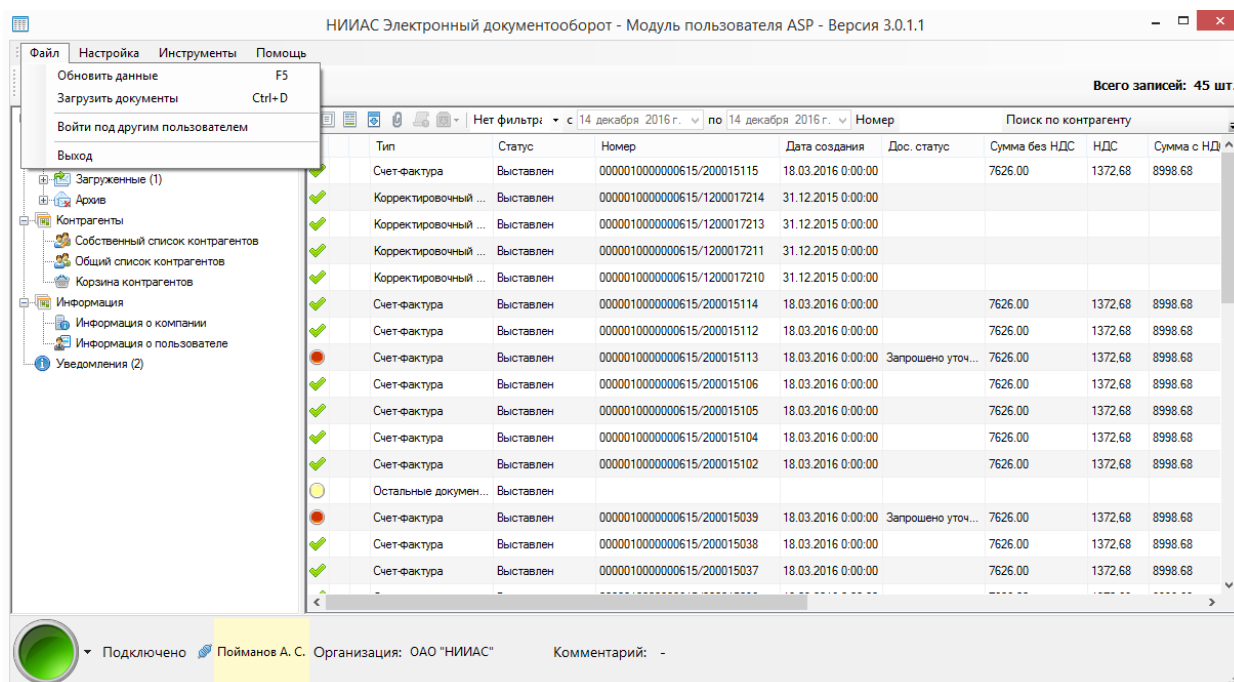 НИИАС Электронный документооборот - Модуль пользователя ASP - Версия 3.0.1.1
Файл Настройка Инструменты Помощь
Обновить данные F5
Загрузить документы Ctrl+D
Войти под другим пользователем
Выход
Всего записей: 45 шт.
Загруженные (1)
Архив
Контрагенты
Собственный список контрагентов
Общий список контрагентов
Корзина контрагентов
Информация
Информация о компании
Информация о пользователе
Уведомления (2)
Нет фильтра с 14 декабря 2016 г. по 14 декабря 2016 г. Номер Поиск по контрагенту
Тип Статус Номер Дата создания Дос. статус Сумма без НДС НДС Сумма с НД
Счет-фактура Выставлен 0000010000000615/200015115 18.03.2016 0:00:00 7626.00 1372,68 8998.68
Корректировочный ... Выставлен 0000010000000615/1200017214 31.12.2015 0:00:00
Корректировочный ... Выставлен 0000010000000615/1200017213 31.12.2015 0:00:00
Корректировочный ... Выставлен 0000010000000615/1200017211 31.12.2015 0:00:00
Корректировочный ... Выставлен 0000010000000615/1200017210 31.12.2015 0:00:00
Счет-фактура Выставлен 0000010000000615/200015114 18.03.2016 0:00:00 7626.00 1372,68 8998.68
Счет-фактура Выставлен 0000010000000615/200015112 18.03.2016 0:00:00 7626.00 1372,68 8998.68
Счет-фактура Выставлен 0000010000000615/200015113 18.03.2016 0:00:00 Запрошено уточ... 7626.00 1372,68 8998.68
Счет-фактура Выставлен 0000010000000615/200015106 18.03.2016 0:00:00 7626.00 1372,68 8998.68
Счет-фактура Выставлен 0000010000000615/200015105 18.03.2016 0:00:00 7626.00 1372,68 8998.68
Счет-фактура Выставлен 0000010000000615/200015104 18.03.2016 0:00:00 7626.00 1372,68 8998.68
Счет-фактура Выставлен 0000010000000615/200015102 18.03.2016 0:00:00 7626.00 1372,68 8998.68
Остальные докумен... Выставлен
Счет-фактура Выставлен 0000010000000615/200015039 18.03.2016 0:00:00 Запрошено уточ... 7626.00 1372,68 8998.68
Счет-фактура Выставлен 0000010000000615/200015038 18.03.2016 0:00:00 7626.00 1372,68 8998.68
Счет-фактура Выставлен 0000010000000615/200015037 18.03.2016 0:00:00 7626.00 1372,68 8998.68
Подключено Пойманов А. С. Организация: ОАО "НИИАС" Комментарий: -